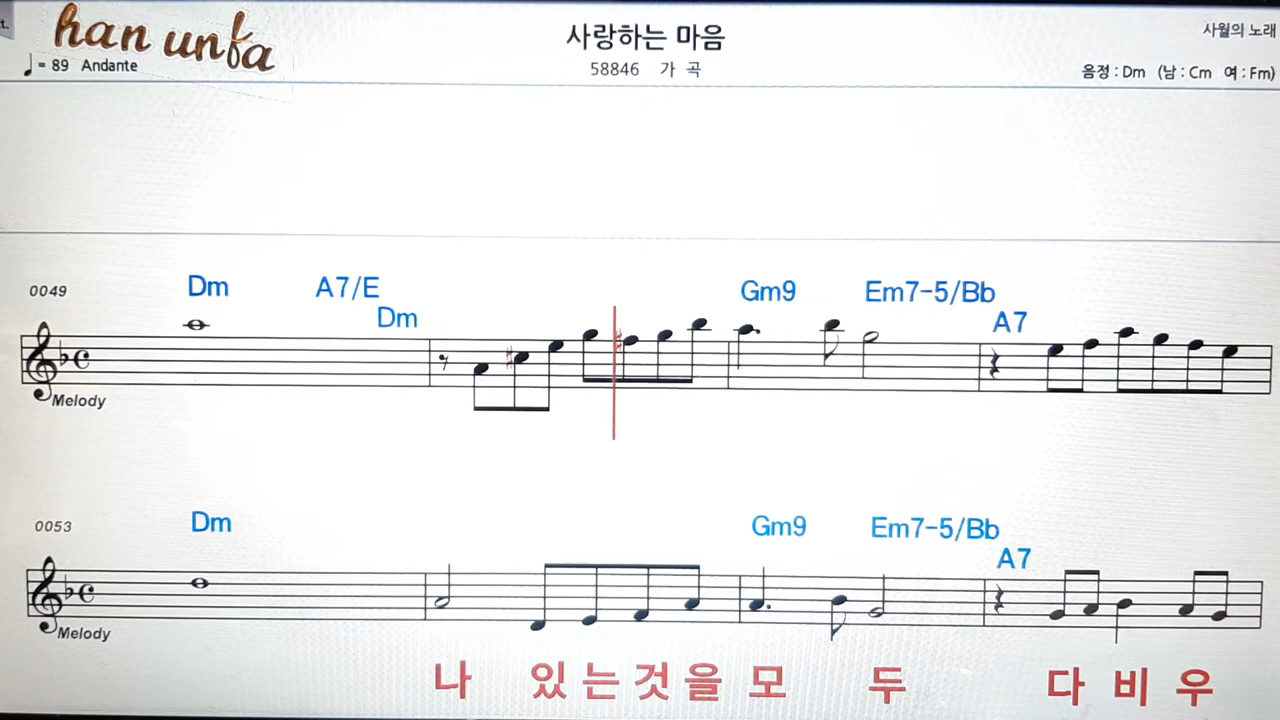 t.
han unfa
♩= 89 Andante
사랑하는 마음
58846 가 곡
사월의 노래
음정 : Dm (남 : Cm 여 : Fm)
0049 Dm A7/E Dm Gm9 Em7-5/Bb A7
Melody
0053 Dm Gm9 Em7-5/Bb A7
Melody
나 있는것을 모 두 다 비 우